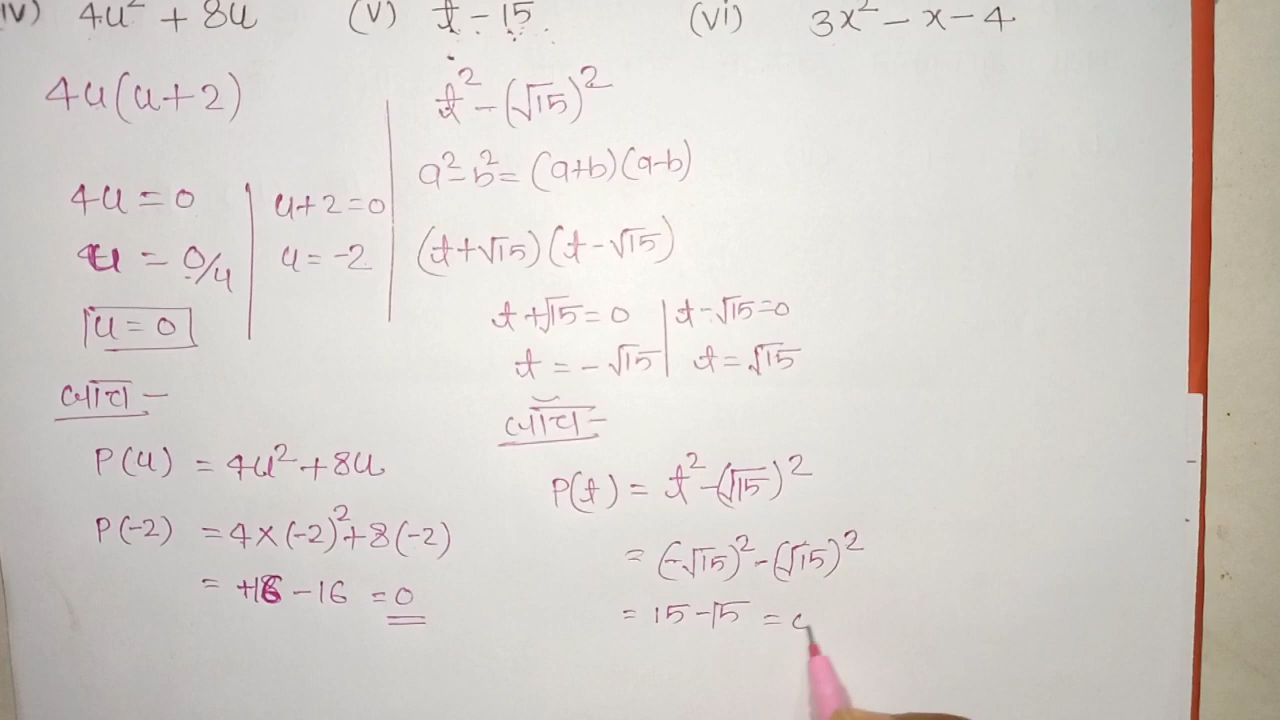 iv) 4u² + 8u (v) t - 15 (vi) 3x² - x - 4
4u(u+2)
4u = 0
u = 0/4
u = 0
u+2=0
u = -2
जाँच -
P(u) = 4u² + 8u
P(-2) = 4×(-2)² + 8(-2)
= +16 - 16 = 0
t² - (√15)²
a² - b² = (a+b)(a-b)
(t+√15)(t-√15)
t+√15 = 0
t = -√15
t-√15=0
t = √15
जाँच -
P(t) = t² - (√15)²
= (-√15)² - (√15)²
= 15 - 15 = 0